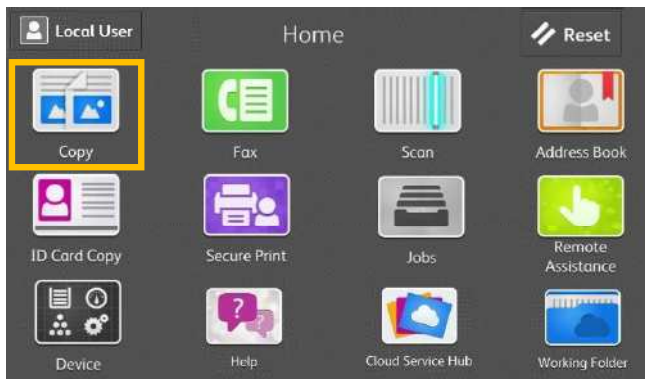 Local User
Home
Reset
Copy
Fax
Scan
Address Book
ID Card Copy
Secure Print
Jobs
Remote
Assistance
Device
Help
Cloud Service Hub
Working Folder